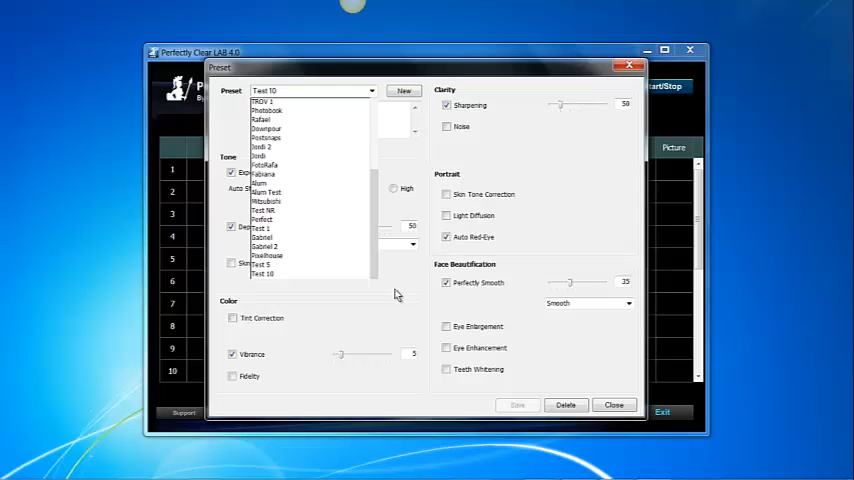 Perfectly Clear LAB 4.0
Preset
Preset
Test 10
New
TROV 1
Photobook
Rafael
Downpour
Postsnaps
Jordi 2
Jordi
FotoRafa
Fabiana
Alum
Alum Test
Mitsubishi
Test NR
Perfect
Test 1
Gabriel
Gabriel 2
Pixelhouse
Test 5
Test 10
Tone
High
50
Color
Tint Correction
Vibrance
5
Fidelity
Clarity
Sharpening
50
Noise
Portrait
Skin Tone Correction
Light Diffusion
Auto Red-Eye
Face Beautification
Perfectly Smooth
35
Smooth
Eye Enlargement
Eye Enhancement
Teeth Whitening
Save
Delete
Close
Picture
1
2
3
4
5
6
7
8
9
10
Support
Exit